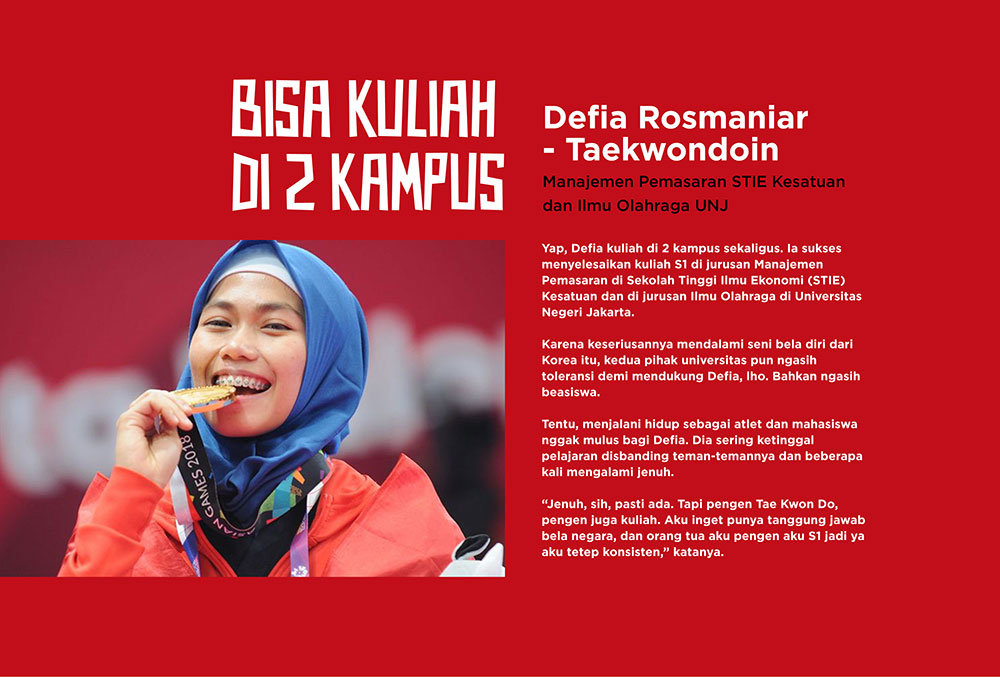 BISA KULIAH
DI 2 KAMPUS
Defia Rosmaniar
- Taekwondoin
Manajemen Pemasaran STIE Kesatuan
dan Ilmu Olahraga UNJ
Yap, Defia kuliah di 2 kampus sekaligus. Ia sukses
menyelesaikan kuliah S1 di jurusan Manajemen
Pemasaran di Sekolah Tinggi Ilmu Ekonomi (STIE)
Kesatuan dan di jurusan Ilmu Olahraga di Universitas
Negeri Jakarta.
Karena keseriusannya mendalami seni bela diri dari
Korea itu, kedua pihak universitas pun ngasih
toleransi demi mendukung Defia, lho. Bahkan ngasih
beasiswa.
Tentu, menjalani hidup sebagai atlet dan mahasiswa
nggak mulus bagi Defia. Dia sering ketinggal
pelajaran disbanding teman-temannya dan beberapa
kali mengalami jenuh.
“Jenuh, sih, pasti ada. Tapi pengen Tae Kwon Do,
pengen juga kuliah. Aku inget punya tanggung jawab
bela negara, dan orang tua aku pengen aku S1 jadi ya
aku tetep konsisten,” katanya.
ASIAN GAMES 2018